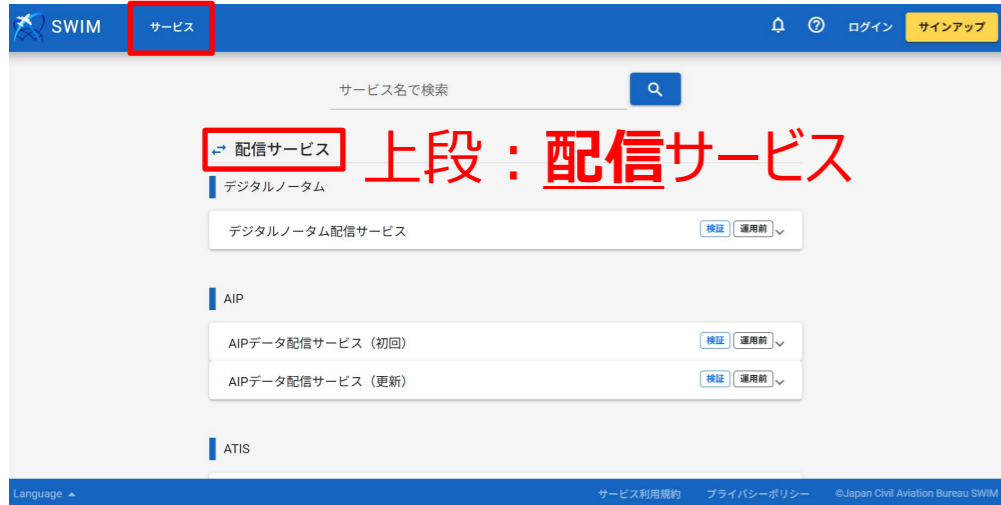 SWIM サービス ログイン サインアップ
サービス名で検索
配信サービス
上段：配信サービス
デジタルノータム
デジタルノータム配信サービス 検証 運用前
AIP
AIPデータ配信サービス（初回） 検証 運用前
AIPデータ配信サービス（更新） 検証 運用前
ATIS
Language サービス利用規約 プライバシーポリシー ©Japan Civil Aviation Bureau SWIM